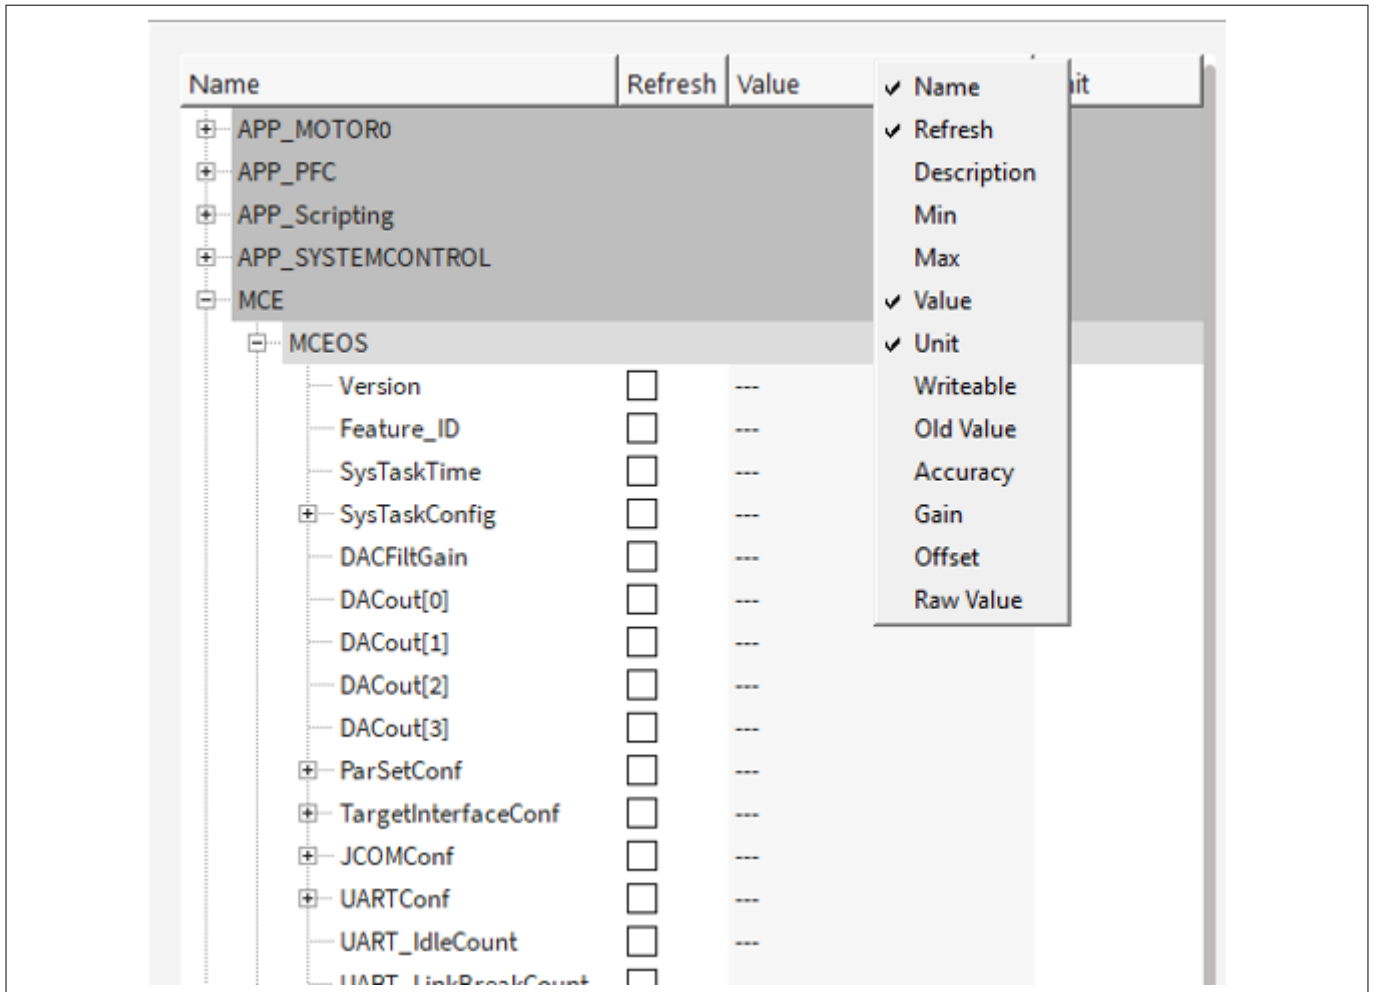 Name Refresh Value it
APP_MOTOR0
APP_PFC
APP_Scripting
APP_SYSTEMCONTROL
MCE
MCEOS
Version ---
Feature_ID ---
SysTaskTime ---
SysTaskConfig ---
DACFiltGain ---
DACout[0] ---
DACout[1] ---
DACout[2] ---
DACout[3] ---
ParSetConf ---
TargetInterfaceConf ---
JCOMConf ---
UARTConf ---
UART_IdleCount ---
UART_LinkBreakCount
Name
Refresh
Description
Min
Max
Value
Unit
Writeable
Old Value
Accuracy
Gain
Offset
Raw Value